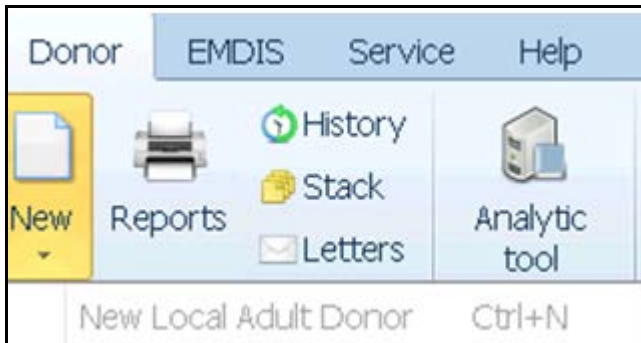 Donor EMDIS Service Help
History
Stack
Letters
New
Reports
Analytic
tool
New Local Adult Donor Ctrl+N